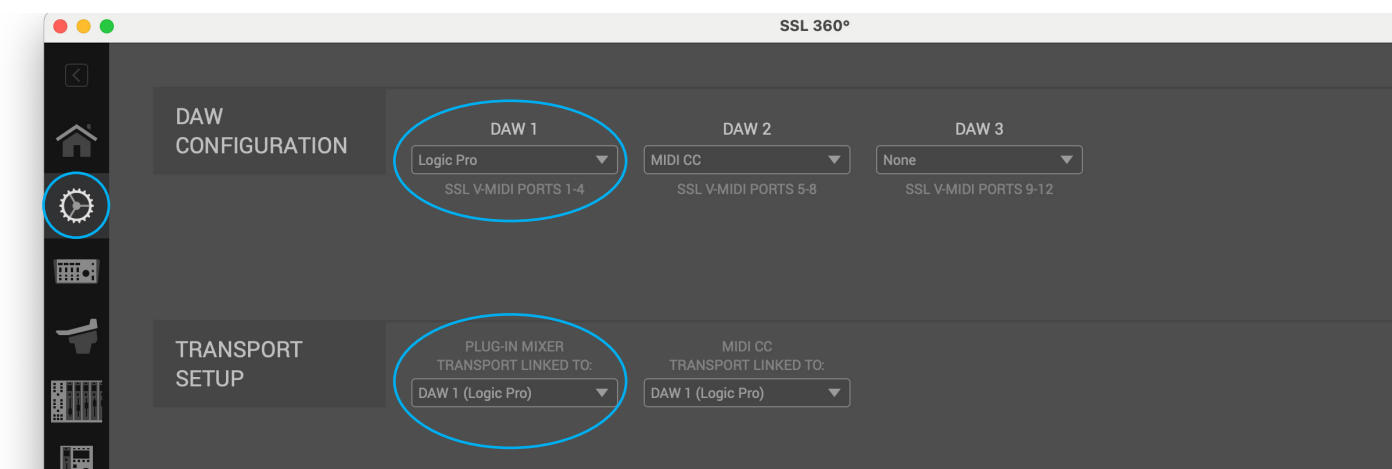 SSL 360°
DAW
CONFIGURATION
DAW 1
Logic Pro
SSL V-MIDI PORTS 1-4
DAW 2
MIDI CC
SSL V-MIDI PORTS 5-8
DAW 3
None
SSL V-MIDI PORTS 9-12
TRANSPORT
SETUP
PLUG-IN MIXER
TRANSPORT LINKED TO:
DAW 1 (Logic Pro)
MIDI CC
TRANSPORT LINKED TO:
DAW 1 (Logic Pro)